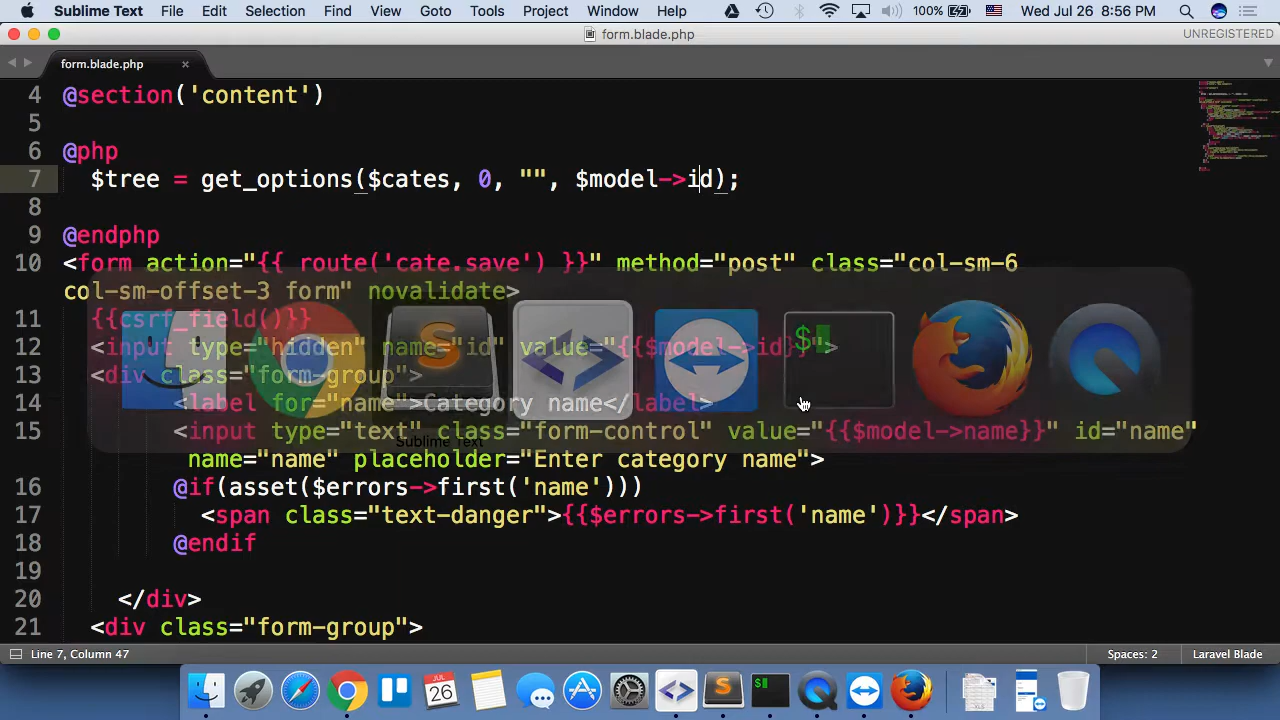 Sublime Text File Edit Selection Find View Goto Tools Project Window Help 100% Wed Jul 26 8:56 PM
form.blade.php UNREGISTERED
form.blade.php ×
4 @section('content')
5
6 @php
7 $tree = get_options($cates, 0, "", $model->id);
8
9 @endphp
10 <form action="{{ route('cate.save') }}" method="post" class="col-sm-6
col-sm-offset-3 form" novalidate>
11 {{csrf_field()}}
12 <input type="hidden" name="id" value="{{$model->id}}">
13 <div class="form-group">
14 <label for="name">Category name</label>
15 <input type="text" class="form-control" value="{{$model->name}}" id="name"
name="name" placeholder="Enter category name">
Sublime Text
16 @if(asset($errors->first('name')))
17 <span class="text-danger">{{$errors->first('name')}}</span>
18 @endif
19
20 </div>
21 <div class="form-group">
Line 7, Column 47 Spaces: 2 Laravel Blade
26